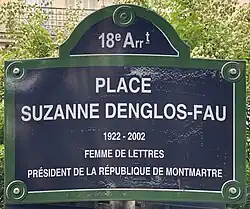 18e Arrt
PLACE
SUZANNE DENGLOS-FAU
1922 - 2002
FEMME DE LETTRES
PRÉSIDENT DE LA RÉPUBLIQUE DE MONTMARTRE